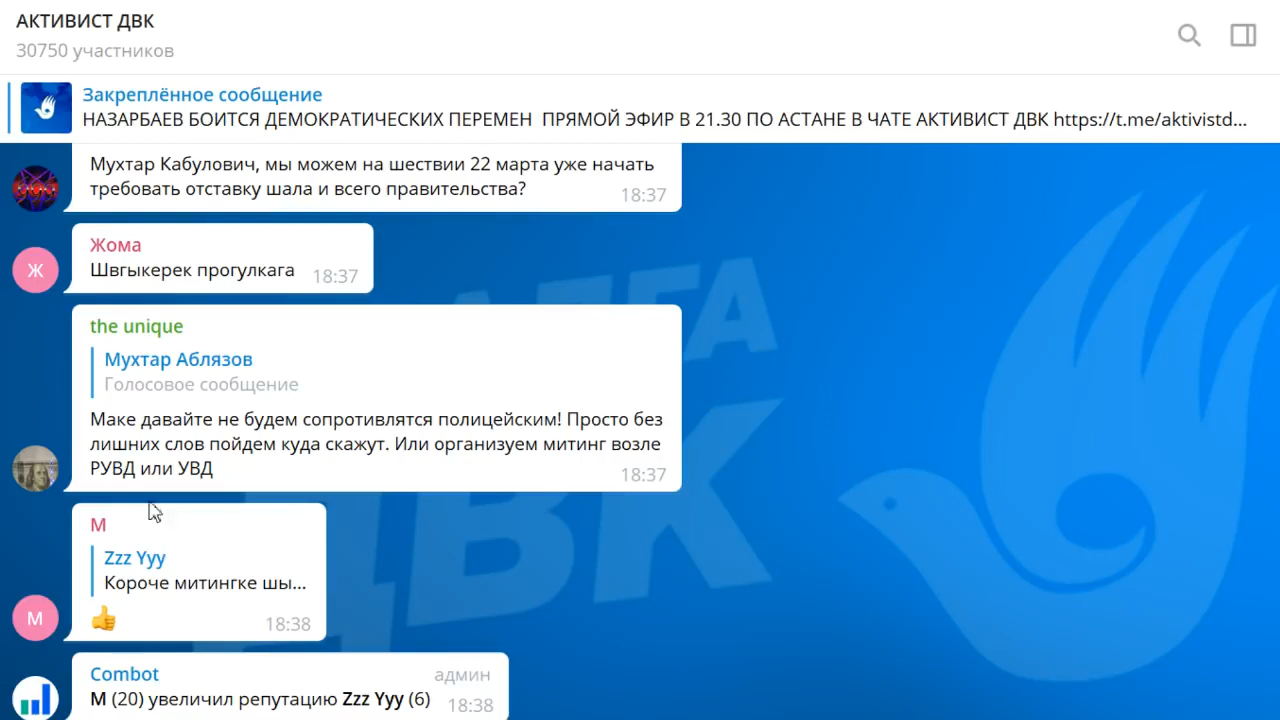 АКТИВИСТ ДВК
30750 участников
Закреплённое сообщение
НАЗАРБАЕВ БОИТСЯ ДЕМОКРАТИЧЕСКИХ ПЕРЕМЕН ПРЯМОЙ ЭФИР В 21.30 ПО АСТАНЕ В ЧАТЕ АКТИВИСТ ДВК https://t.me/aktivistd...
Мухтар Кабулович, мы можем на шествии 22 марта уже начать
требовать отставку шала и всего правительства?
18:37
Жома
Ж
Швгыкерек прогулкага 18:37
the unique
Мухтар Аблязов
Голосовое сообщение
Маке давайте не будем сопротивлятся полицейским! Просто без
лишних слов пойдем куда скажут. Или организуем митинг возле
РУВД или УВД
18:37
М
Zzz Yyy
Короче митингке шы...
М
👍 18:38
Combot админ
М (20) увеличил репутацию Zzz Yyy (6) 18:38
ДВК